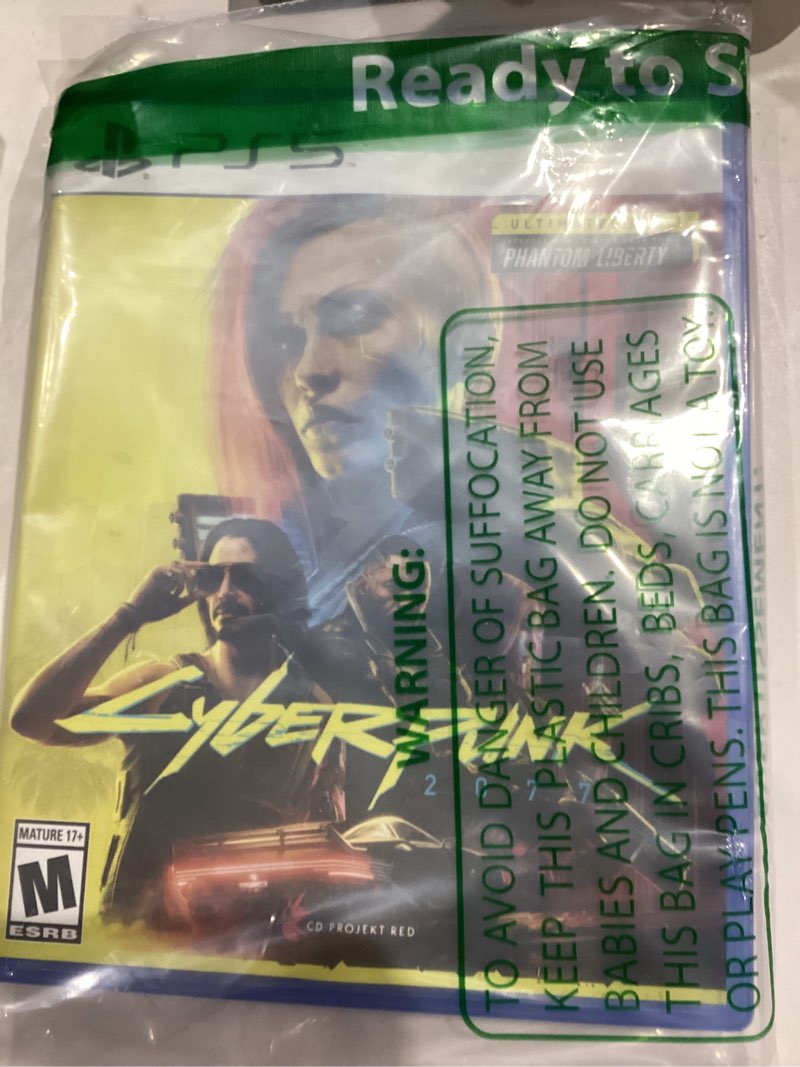 Ready to S
PS5
ULTIMATE
PHANTOM LIBERTY
WARNING:
TO AVOID DANGER OF SUFFOCATION,
KEEP THIS PLASTIC BAG AWAY FROM
BABIES AND CHILDREN. DO NOT USE
THIS BAG IN CRIBS, BEDS, CARRIAGES
OR PLAY PENS. THIS BAG IS NOT A TOY.
CYBERPUNK
2077
MATURE 17+
M
ESRB
CD PROJEKT RED